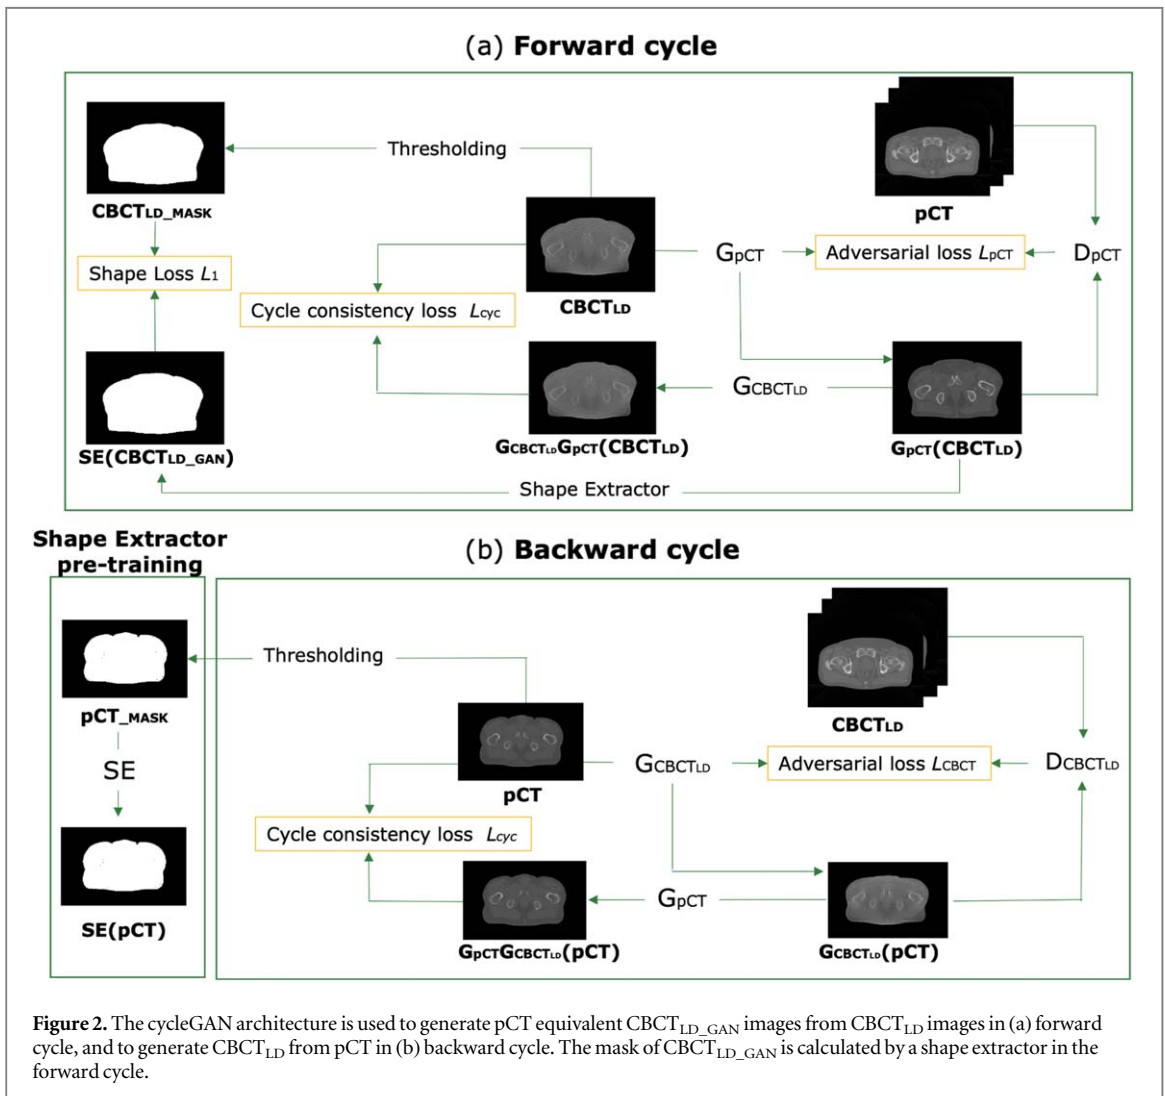 (a) Forward cycle
Thresholding
CBCTLD_MASK
pCT
Shape Loss L1
CBCTLD
GpCT
Adversarial loss LpCT
DpCT
Cycle consistency loss Lcyc
GCBCTLD
SE(CBCTLD_GAN)
GCBCTLDGpCT(CBCTLD)
GpCT(CBCTLD)
Shape Extractor
Shape Extractor
pre-training
(b) Backward cycle
Thresholding
pCT_MASK
SE
SE(pCT)
CBCTLD
pCT
GCBCTLD
Adversarial loss LCBCT
DCBCTLD
Cycle consistency loss Lcyc
GpCT
GpCTGCBCTLD(pCT)
GCBCTLD(pCT)
Figure 2. The cycleGAN architecture is used to generate pCT equivalent CBCTLD_GAN images from CBCTLD images in (a) forward
cycle, and to generate CBCTLD from pCT in (b) backward cycle. The mask of CBCTLD_GAN is calculated by a shape extractor in the
forward cycle.